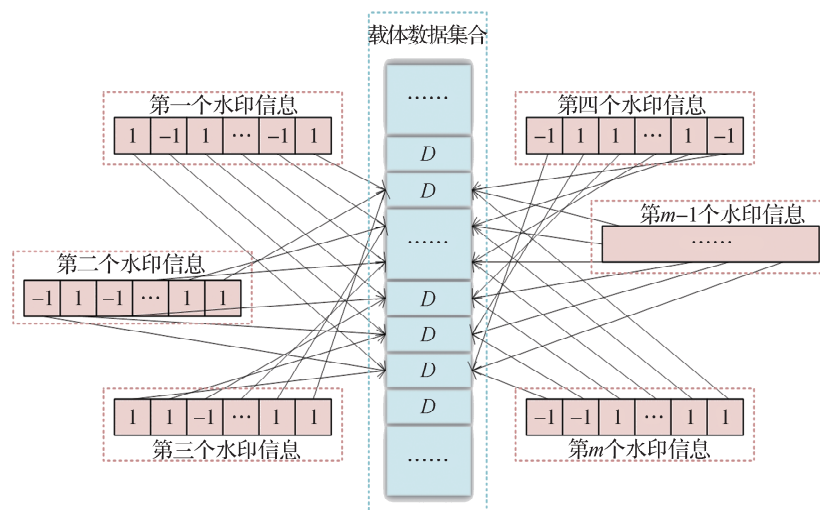 载体数据集合
……
D
D
……
D
D
D
D
……
第一个水印信息
1 -1 1 … -1 1
第二个水印信息
-1 1 -1 … 1 1
1 1 -1 … 1 1
第三个水印信息
第四个水印信息
-1 1 1 … 1 -1
第m-1个水印信息
……
-1 -1 1 … 1 1
第m个水印信息